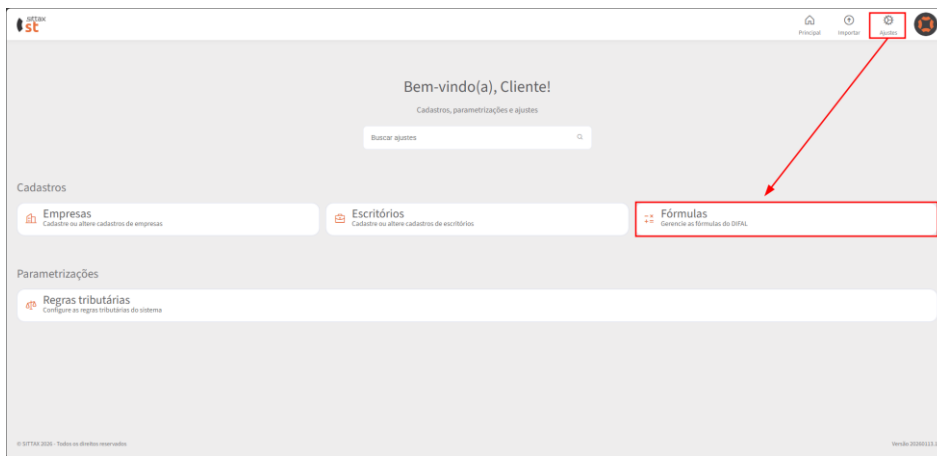 SITTAX
st
Principal
Importar
Ajustes
Bem-vindo(a), Cliente!
Cadastros, parametrizações e ajustes
Buscar ajustes
Cadastros
Empresas
Cadastre ou altere cadastros de empresas
Escritórios
Cadastre ou altere cadastros de escritórios
Fórmulas
Gerencie as fórmulas do DIFAL
Parametrizações
Regras tributárias
Configure as regras tributárias do sistema
© SITTAX 2020 - Todos os direitos reservados
Versão 20200113.